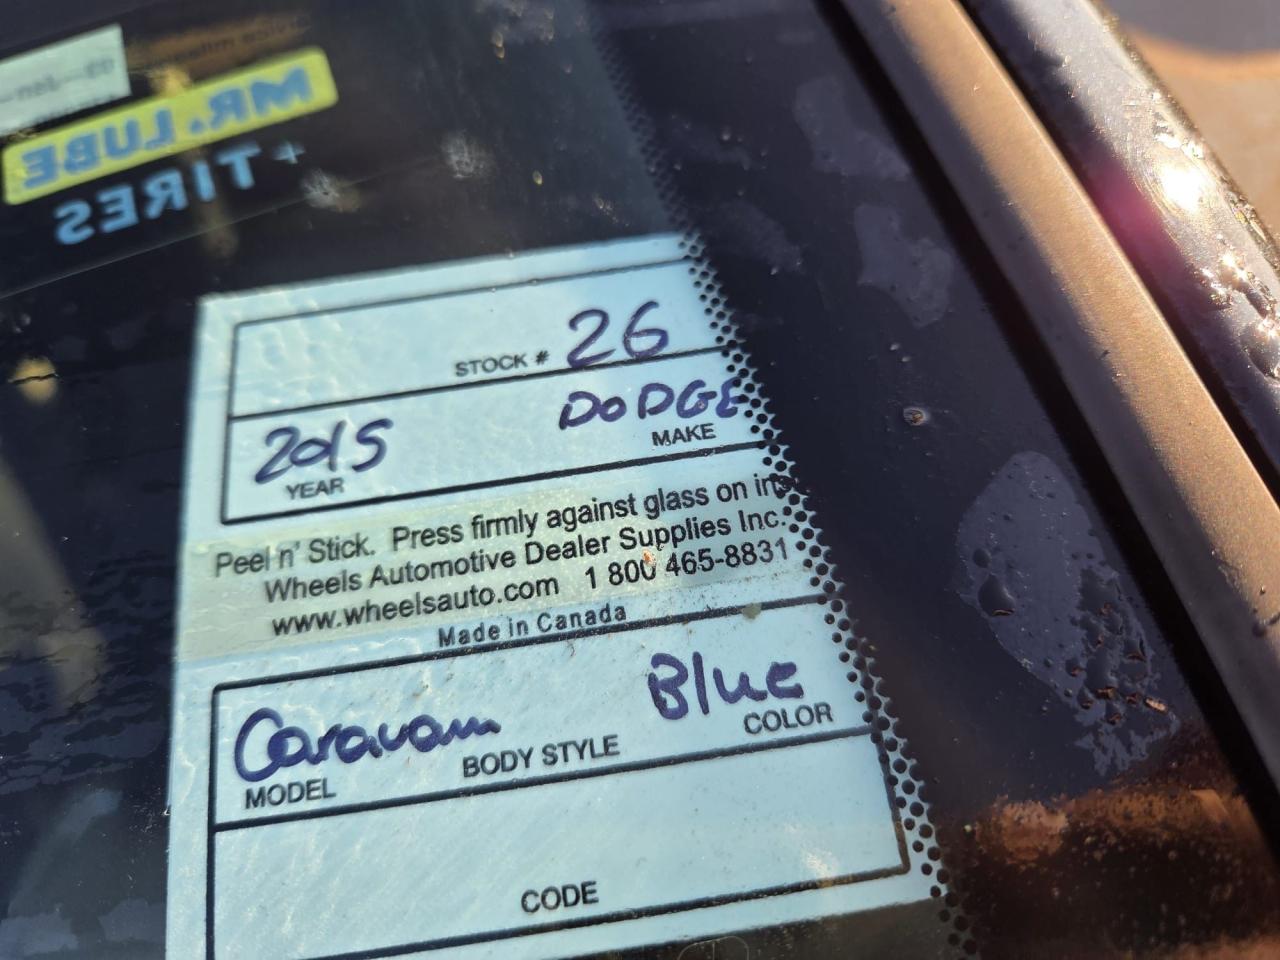 MR. LUBE
+ TIRES
STOCK # 26
2015 DODGE
YEAR MAKE
Peel n' Stick. Press firmly against glass on
Wheels Automotive Dealer Supplies Inc.
www.wheelsauto.com 1 800 465-8831
Made in Canada
Caravan Blue
MODEL BODY STYLE COLOR
CODE